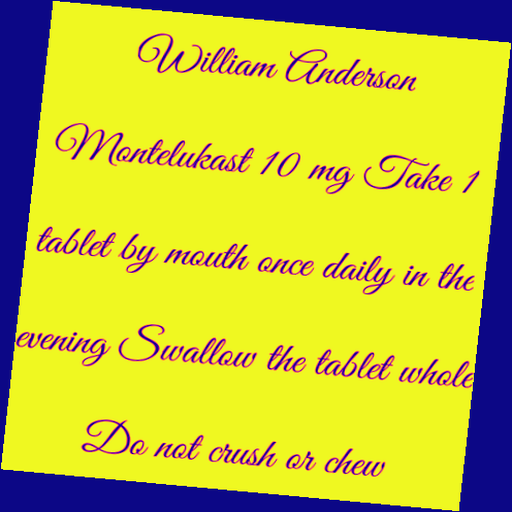 William Anderson
Montelukast 10 mg Take 1
tablet by mouth once daily in the
evening Swallow the tablet whole
Do not crush or chew